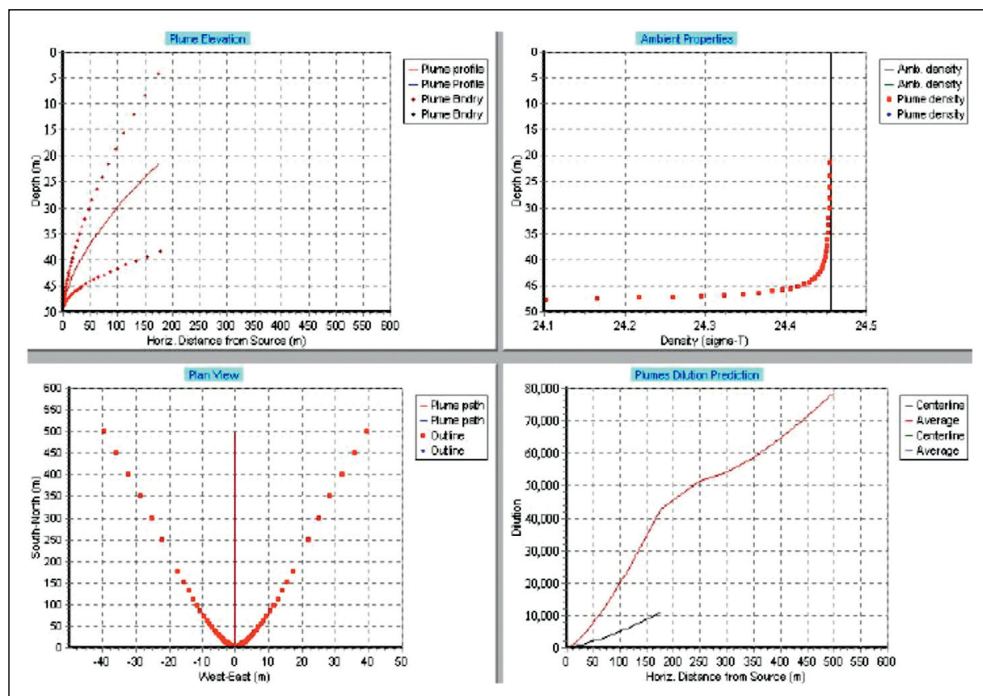 Plume Elevation
0
5
10
15
20
25
30
35
40
45
50
Depth (m)
0 50 100 150 200 250 300 350 400 450 500 550 600
Horiz. Distance from Source (m)
Plume profile
Plume Profile
Plume Bndry
Plume Bndry
Ambient Properties
0
5
10
15
20
25
30
35
40
45
50
Depth (m)
24.1 24.2 24.3 24.4 24.5
Density (sigma-T)
Amb. density
Amb. density
Plume density
Plume density
Plan View
600
550
500
450
400
350
300
250
200
150
100
50
0
South-North (m)
-40 -30 -20 -10 0 10 20 30 40 50
West-East (m)
Plume path
Plume path
Outline
Outline
Plumes Dilution Prediction
80,000
70,000
60,000
50,000
40,000
30,000
20,000
10,000
0
Dilution
0 50 100 150 200 250 300 350 400 450 500 550 600
Horiz. Distance from Source (m)
Centerline
Average
Centerline
Average